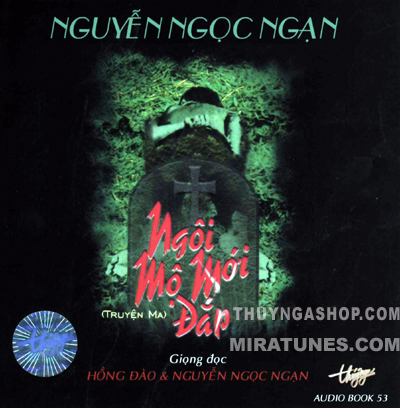 NGUYỄN NGỌC NGẠN
Ngôi
Mộ Mới
(TRUYỆN MA) Đắp
THUYNGASHOP.COM
MIRATUNES.COM
Giọng đọc
HỒNG ĐÀO & NGUYỄN NGỌC NGẠN
AUDIO BOOK 53